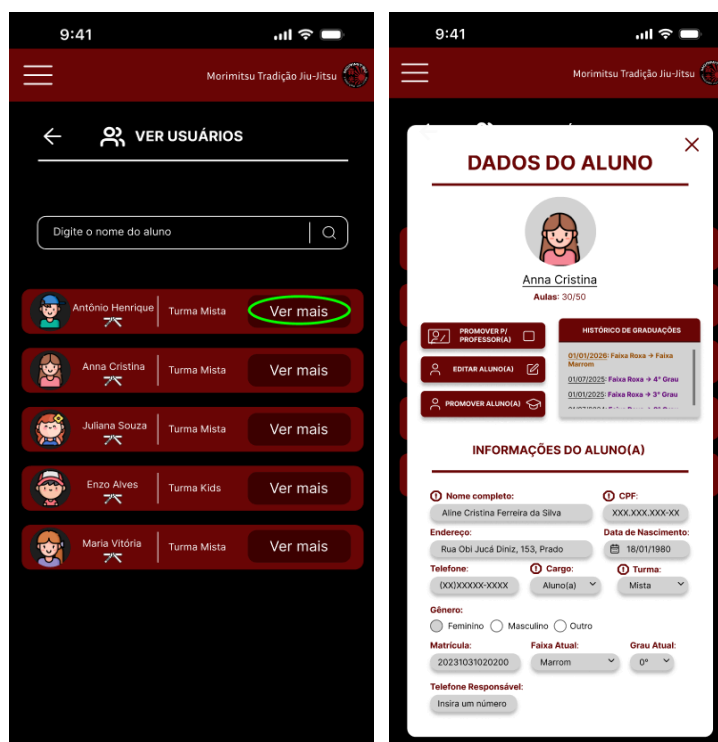 9:41
Morimitsu Tradição Jiu-Jitsu
VER USUÁRIOS
Digite o nome do aluno
Antônio Henrique
Turma Mista
Ver mais
Anna Cristina
Turma Mista
Ver mais
Juliana Souza
Turma Mista
Ver mais
Enzo Alves
Turma Kids
Ver mais
Maria Vitória
Turma Mista
Ver mais
9:41
Morimitsu Tradição Jiu-Jitsu
DADOS DO ALUNO
Anna Cristina
Aulas: 30/50
PROMOVER P/
PROFESSOR(A)
EDITAR ALUNO(A)
PROMOVER ALUNO(A)
HISTÓRICO DE GRADUAÇÕES
01/01/2026: Faixa Roxa → Faixa
Marrom
01/07/2025: Faixa Roxa → 4° Grau
01/01/2025: Faixa Roxa → 3° Grau
INFORMAÇÕES DO ALUNO(A)
Nome completo: CPF:
Aline Cristina Ferreira da Silva XXX.XXX.XXX-XX
Endereço: Data de Nascimento:
Rua Obi Jucá Diniz, 153, Prado 18/01/1980
Telefone: Cargo: Turma:
(XX)XXXXX-XXXX Aluno(a) Mista
Gênero:
Feminino Masculino Outro
Matrícula: Faixa Atual: Grau Atual:
20231031020200 Marrom 0°
Telefone Responsável:
Insira um número